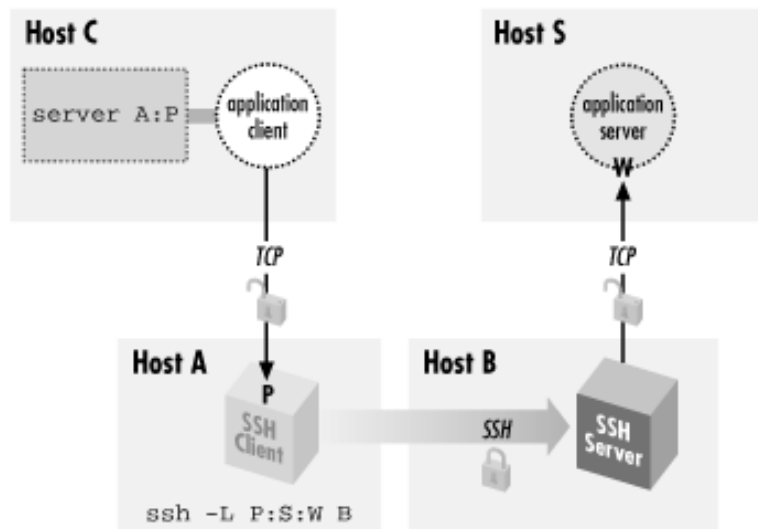 Host C
server A:P
application
client
TCP
Host S
application
server
W
TCP
Host A
P
SSH
Client
ssh -L P:S:W B
SSH
Host B
SSH
Server